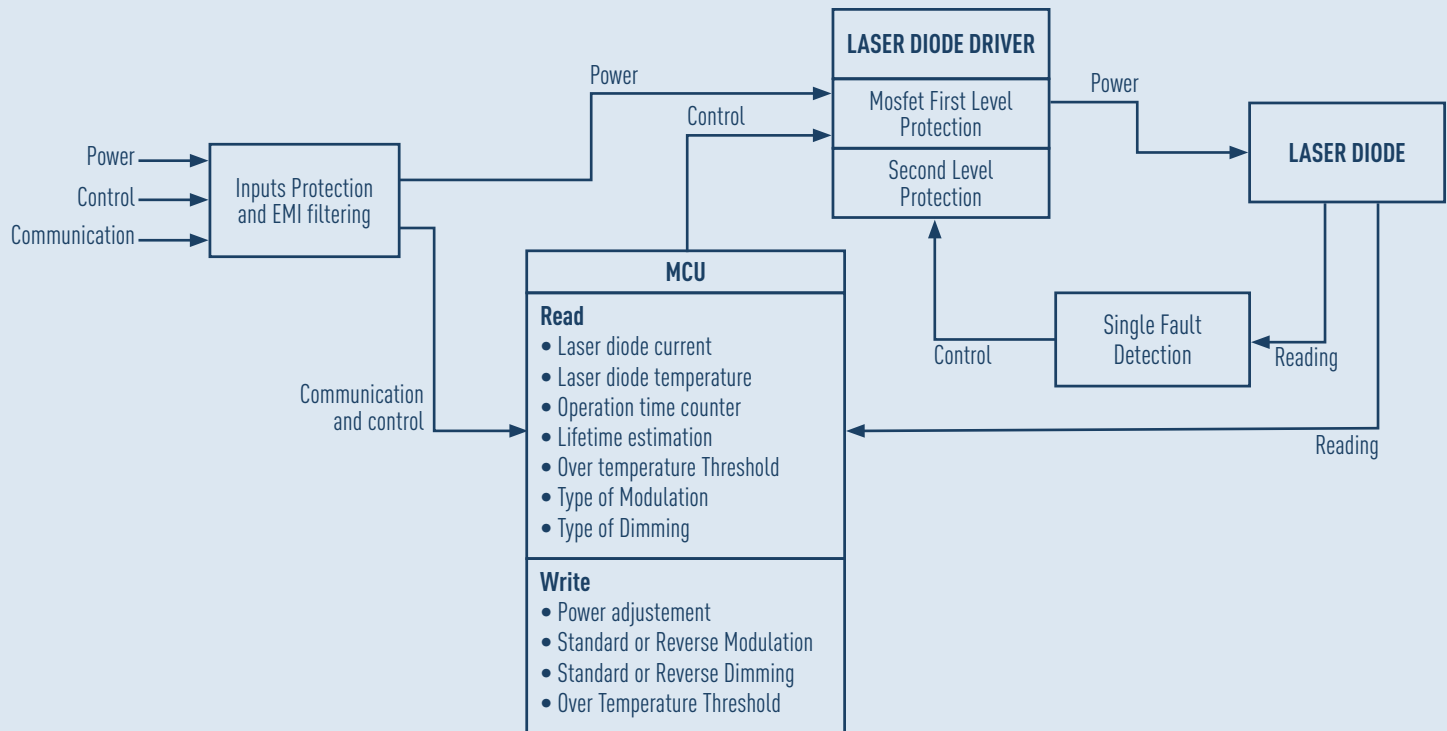 LASER DIODE DRIVER
Mosfet First Level
Protection
Second Level
Protection
Power
Control
Power
LASER DIODE
Power
Control
Communication
Inputs Protection
and EMI filtering
Communication
and control
MCU
Read
• Laser diode current
• Laser diode temperature
• Operation time counter
• Lifetime estimation
• Over temperature Threshold
• Type of Modulation
• Type of Dimming
Write
• Power adjustement
• Standard or Reverse Modulation
• Standard or Reverse Dimming
• Over Temperature Threshold
Control
Single Fault
Detection
Reading
Reading